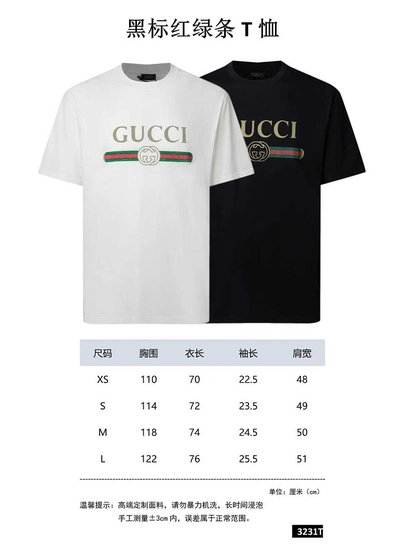 黑标红绿条 T 恤
GUCCI
UCCI
尺码 胸围 衣长 袖长 肩宽
XS 110 70 22.5 48
S 114 72 23.5 49
M 118 74 24.5 50
L 122 76 25.5 51
单位：厘米（cm）
温馨提示：高端定制面料，请勿暴力机洗，长时间浸泡
手工测量±3cm 内，误差属于正常范围。
3231T